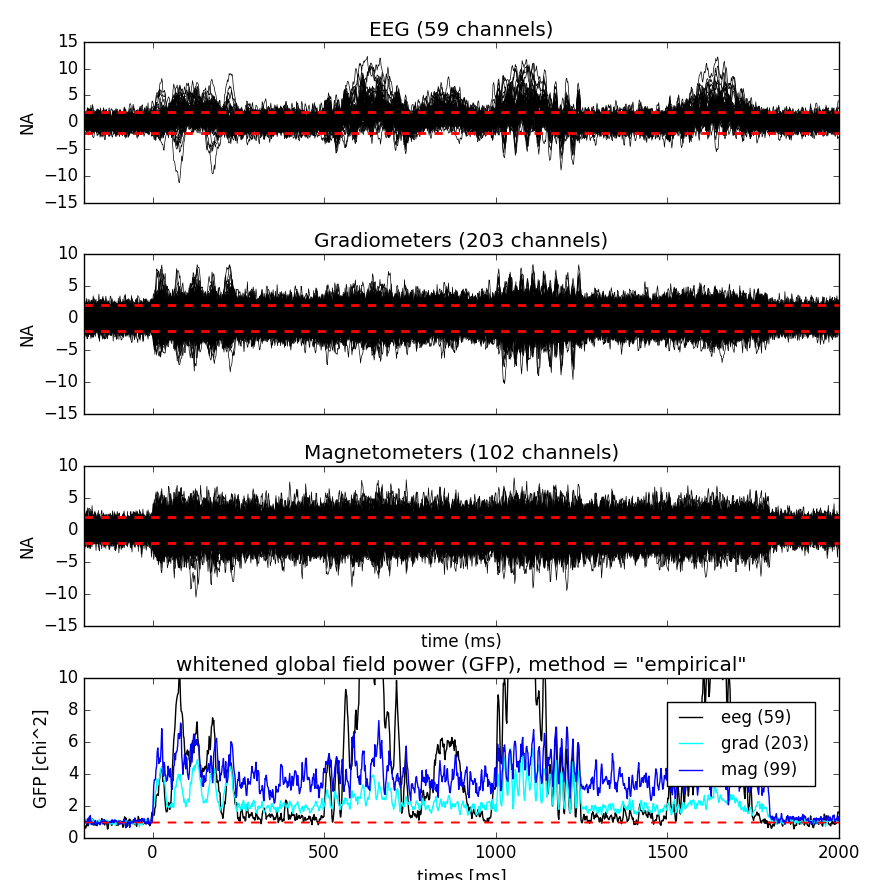 EEG (59 channels)
15
10
5
0
−5
−10
−15
NA
Gradiometers (203 channels)
10
5
0
−5
−10
−15
NA
Magnetometers (102 channels)
10
5
0
−5
−10
−15
NA
time (ms)
whitened global field power (GFP), method = "empirical"
10
8
6
4
2
0
GFP [chi^2]
eeg (59)
grad (203)
mag (99)
0 500 1000 1500 2000
times [ms]